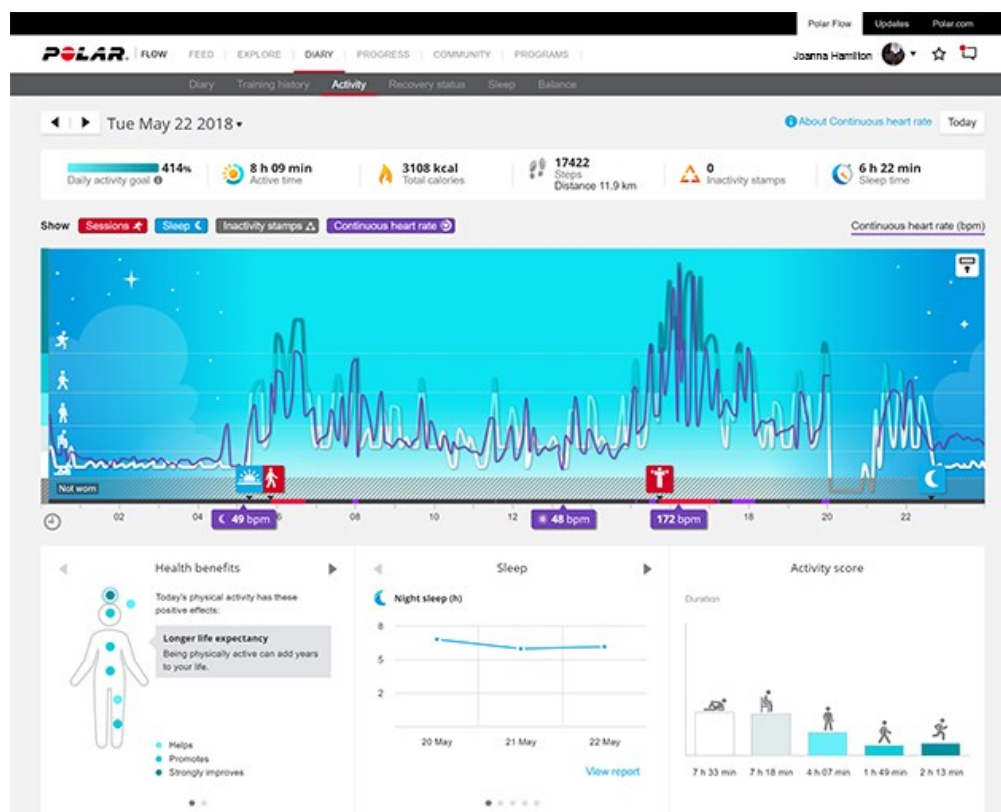 Polar Flow Updates Polar.com
POLAR. FLOW FEED EXPLORE DIARY PROGRESS COMMUNITY PROGRAMS Joanna Hamilton
Diary Training history Activity Recovery status Sleep Balance
Tue May 22 2018 About Continuous heart rate Today
414% 8 h 09 min 3108 kcal 17422 0 6 h 22 min
Daily activity goal Active time Total calories Steps Inactivity stamps Sleep time
Distance 11.9 km
Show Sessions Sleep Inactivity stamps Continuous heart rate Continuous heart rate (bpm)
Not worn
02 04 6 08 10 12 18 20 22
49 bpm 48 bpm 172 bpm
Health benefits
Today's physical activity has these
positive effects:
Longer life expectancy
Being physically active can add years
to your life.
Helps
Promotes
Strongly improves
Sleep
Night sleep (h)
8
5
2
20 May 21 May 22 May
View report
Activity score
Duration
7 h 33 min 7 h 18 min 4 h 07 min 1 h 49 min 2 h 13 min